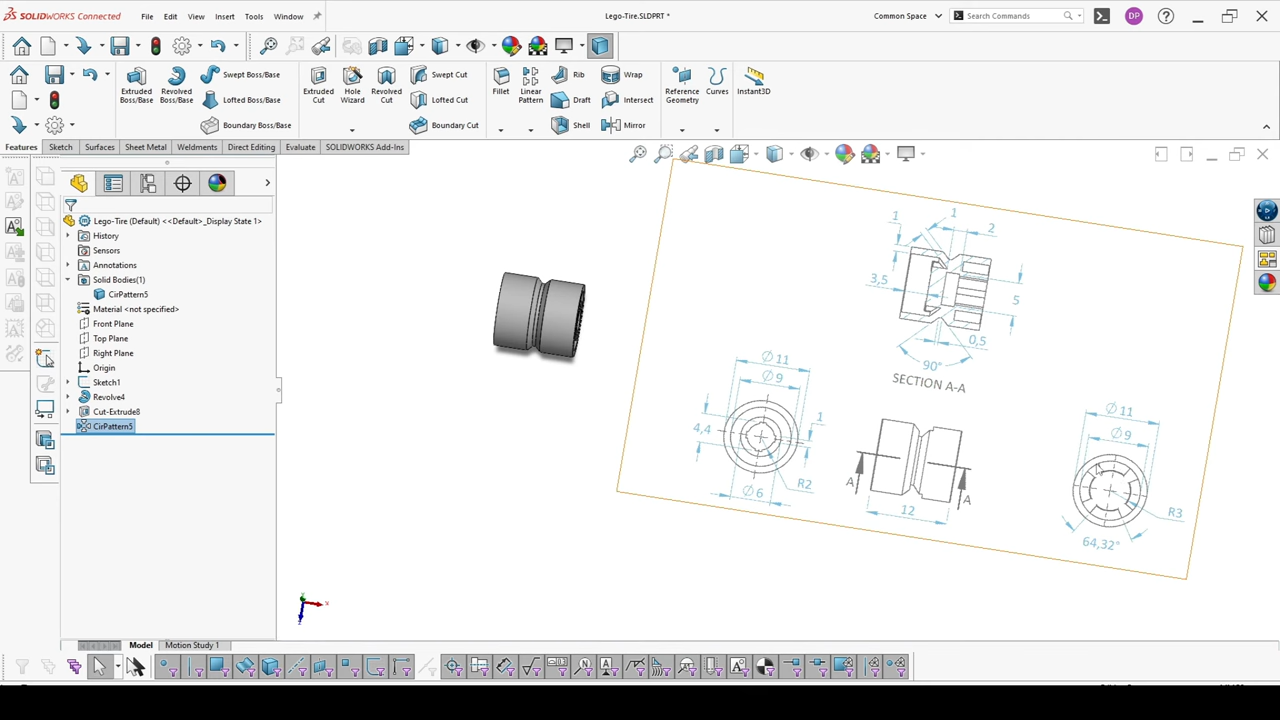 SOLIDWORKS Connected File Edit View Insert Tools Window Lego-Tire.SLDPRT * Common Space Search Commands DP
Extruded Boss/Base
Revolved Boss/Base
Swept Boss/Base
Lofted Boss/Base
Boundary Boss/Base
Extruded Cut
Hole Wizard
Revolved Cut
Swept Cut
Lofted Cut
Boundary Cut
Fillet
Linear Pattern
Rib
Draft
Shell
Wrap
Intersect
Mirror
Reference Geometry
Curves
Instant3D
Features Sketch Surfaces Sheet Metal Weldments Direct Editing Evaluate SOLIDWORKS Add-Ins
Lego-Tire (Default) <<Default>_Display State 1>
History
Sensors
Annotations
Solid Bodies(1)
CirPattern5
Material <not specified>
Front Plane
Top Plane
Right Plane
Origin
Sketch1
Revolve4
Cut-Extrude8
CirPattern5
1 1 2
3,5
5
0,5
90°
SECTION A-A
Ø 11
Ø 9
1
4,4
R2
Ø 6
A A
12
Ø 11
Ø 9
R3
64,32°
X
Model Motion Study 1